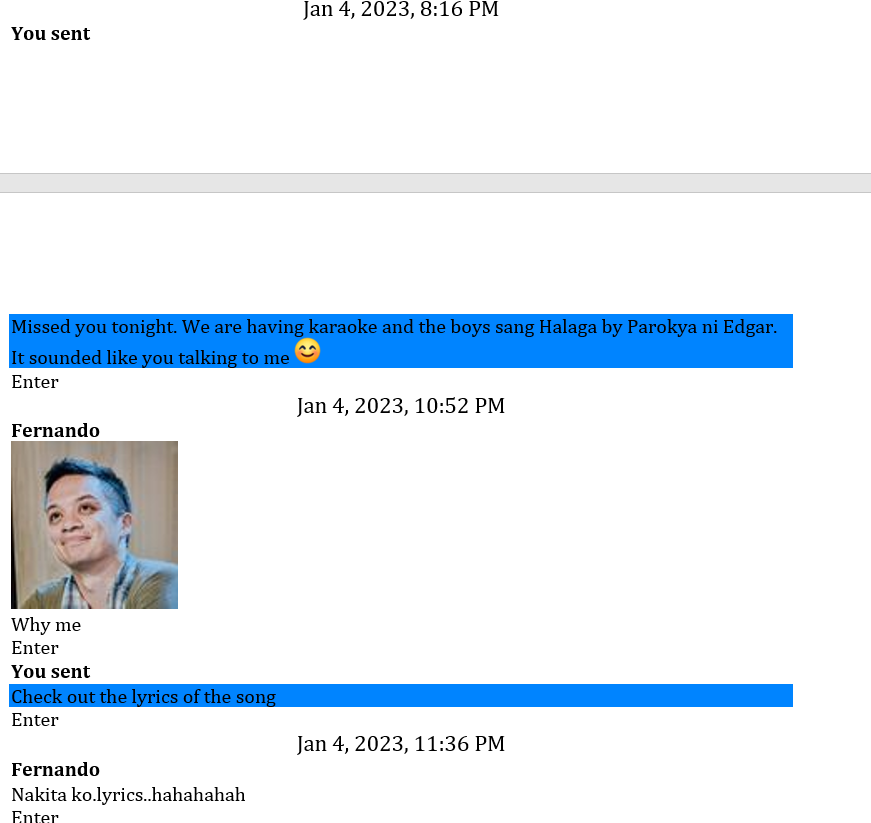 Jan 4, 2023, 8:16 PM
You sent
Missed you tonight. We are having karaoke and the boys sang Halaga by Parokya ni Edgar.
It sounded like you talking to me 😊
Enter
Jan 4, 2023, 10:52 PM
Fernando
Why me
Enter
You sent
Check out the lyrics of the song
Enter
Jan 4, 2023, 11:36 PM
Fernando
Nakita ko.lyrics..hahahahah
Enter